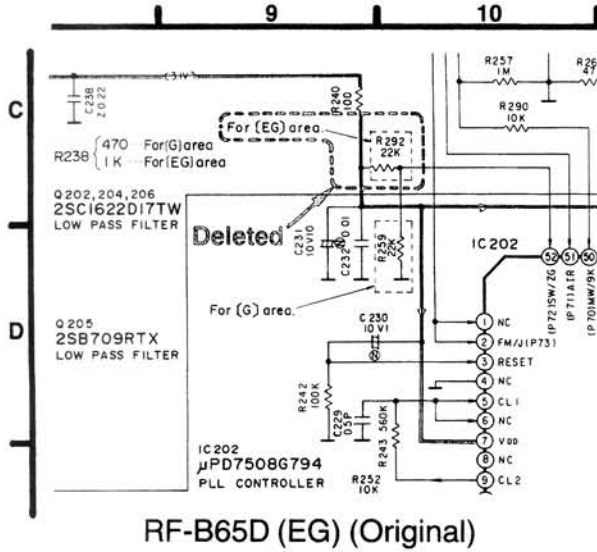 9
10
C
D
(3.1V)
C238
Z 0.22
R240
100
R257
1M
R26
47
R290
10K
For (EG) area.
R292
22K
R238 { 470 ... For (G) area
1K ... For (EG) area
Q202,204,206
2SC1622D17TW
LOW PASS FILTER
Deleted
C231
10V10
N
C232
0.01
R259
22K
IC202
52
51
50
(P72)SW/2G
(P71)AIR
(P70)MW/9K
For (G) area.
Q205
2SB709RTX
LOW PASS FILTER
C230
10V1
N
R242
100K
C229
05P
R243 560K
R252
10K
1 NC
2 FM/J(P73)
3 RESET
4 NC
5 CL1
6 NC
7 VDD
8 NC
9 CL2
IC202
μPD7508G794
PLL CONTROLLER
RF-B65D (EG) (Original)